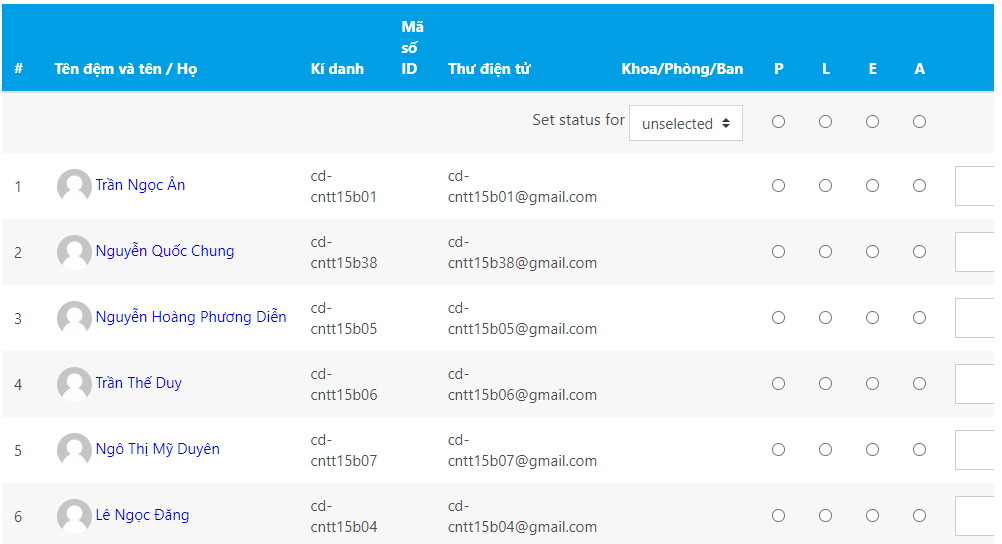 Mã
số
# Tên đệm và tên / Họ Kí danh ID Thư điện tử Khoa/Phòng/Ban P L E A
Set status for unselected
cd- cd-
1 Trần Ngọc Ân
cntt15b01 cntt15b01@gmail.com
cd- cd-
2 Nguyễn Quốc Chung
cntt15b38 cntt15b38@gmail.com
cd- cd-
3 Nguyễn Hoàng Phương Diễn
cntt15b05 cntt15b05@gmail.com
cd- cd-
4 Trần Thế Duy
cntt15b06 cntt15b06@gmail.com
cd- cd-
5 Ngô Thị Mỹ Duyên
cntt15b07 cntt15b07@gmail.com
cd- cd-
6 Lê Ngọc Đăng
cntt15b04 cntt15b04@gmail.com